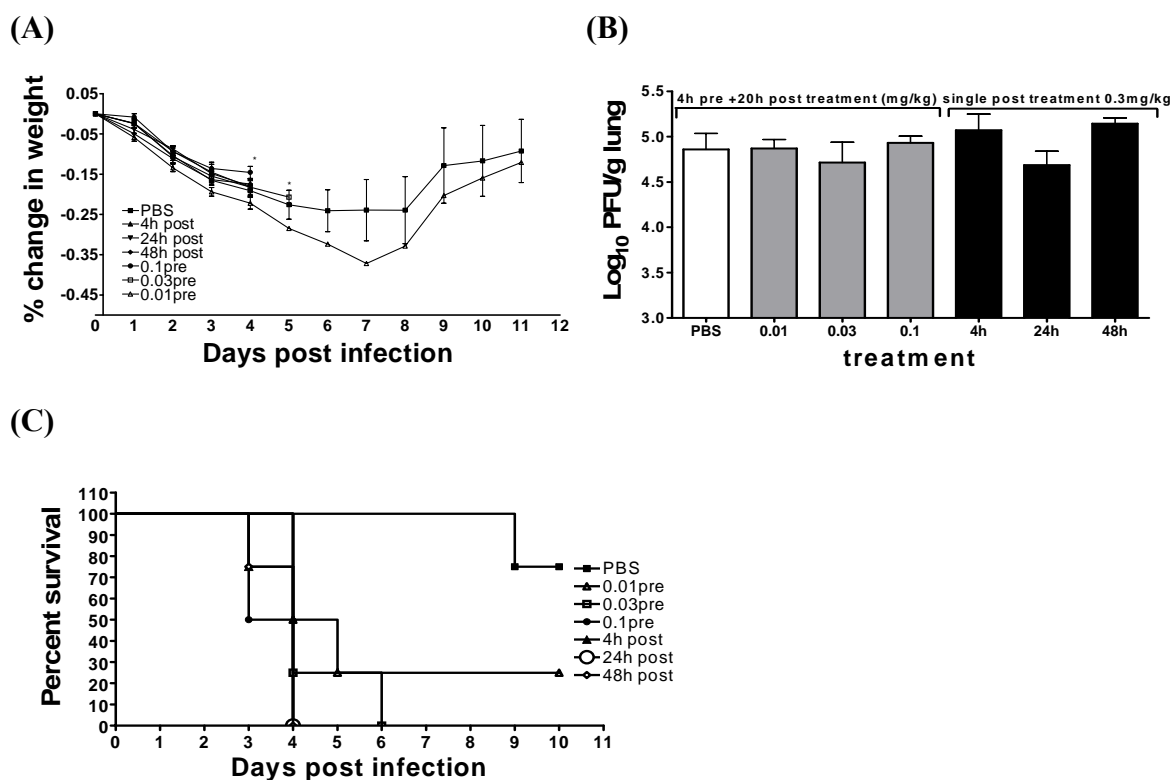 (A)
% change in weight
0.05
-0.05
-0.15
-0.25
-0.35
-0.45
PBS
4h post
24h post
48h post
0.1pre
0.03pre
0.01pre
*
*
0 1 2 3 4 5 6 7 8 9 10 11 12
Days post infection
(B)
Log10 PFU/g lung
5.5
5.0
4.5
4.0
3.5
3.0
4h pre +20h post treatment (mg/kg)
single post treatment 0.3mg/kg
PBS 0.01 0.03 0.1 4h 24h 48h
treatment
(C)
Percent survival
110
100
90
80
70
60
50
40
30
20
10
0
PBS
0.01pre
0.03pre
0.1pre
4h post
24h post
48h post
0 1 2 3 4 5 6 7 8 9 10 11
Days post infection